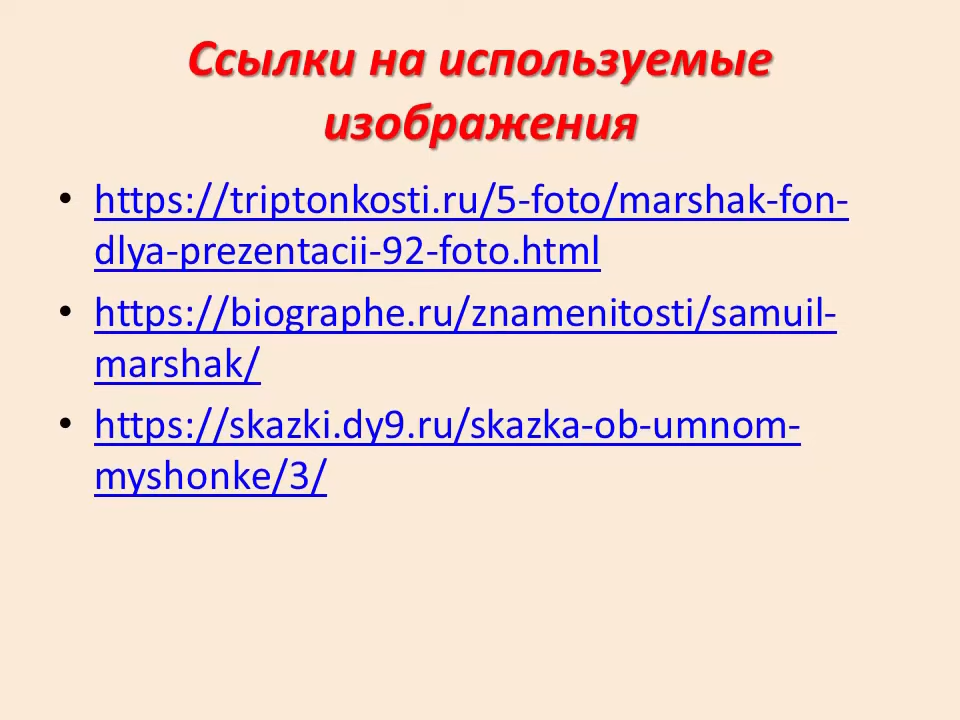 Ссылки на используемые
изображения
• https://triptonkosti.ru/5-foto/marshak-fon-
dlya-prezentacii-92-foto.html
• https://biographe.ru/znamenitosti/samuil-
marshak/
• https://skazki.dy9.ru/skazka-ob-umnom-
myshonke/3/